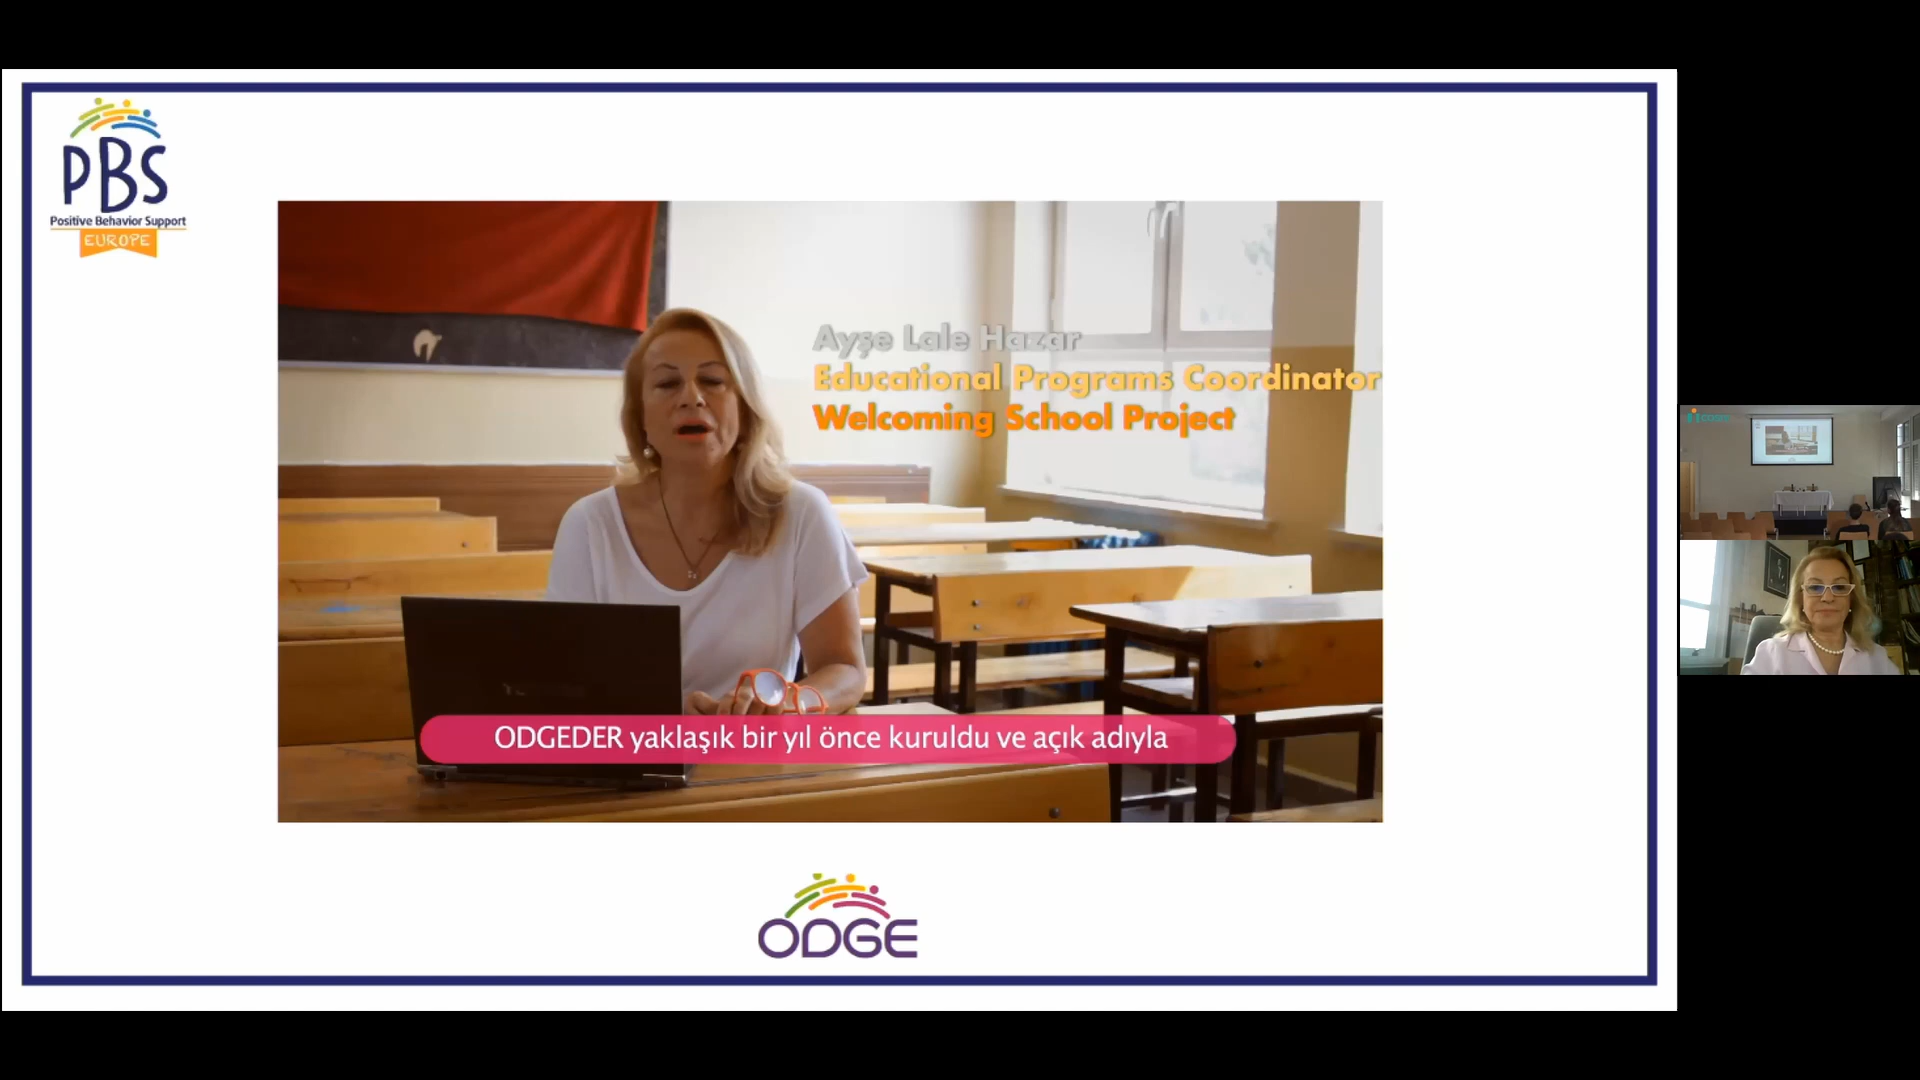 PBS
Positive Behavior Support
EUROPE
Ayşe Lale Hazar
Educational Programs Coordinator
Welcoming School Project
ODGEDER yaklaşık bir yıl önce kuruldu ve açık adıyla
ODGE